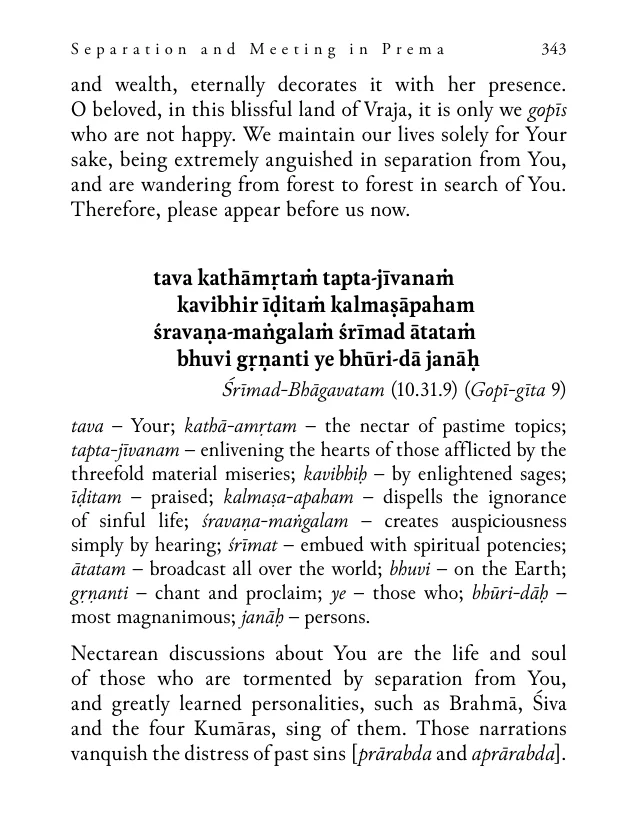 Separation and Meeting in Prema 343
and wealth, eternally decorates it with her presence.
O beloved, in this blissful land of Vraja, it is only we gopīs
who are not happy. We maintain our lives solely for Your
sake, being extremely anguished in separation from You,
and are wandering from forest to forest in search of You.
Therefore, please appear before us now.
tava kathāmṛtaṁ tapta-jīvanaṁ
kavibhir īḍitaṁ kalmaṣāpaham
śravaṇa-maṅgalaṁ śrīmad ātataṁ
bhuvi gṛṇanti ye bhūri-dā janāḥ
Śrīmad-Bhāgavatam (10.31.9) (Gopī-gīta 9)
tava – Your; kathā-amṛtam – the nectar of pastime topics;
tapta-jīvanam – enlivening the hearts of those afflicted by the
threefold material miseries; kavibhiḥ – by enlightened sages;
īḍitam – praised; kalmaṣa-apaham – dispells the ignorance
of sinful life; śravaṇa-maṅgalam – creates auspiciousness
simply by hearing; śrīmat – embued with spiritual potencies;
ātatam – broadcast all over the world; bhuvi – on the Earth;
gṛṇanti – chant and proclaim; ye – those who; bhūri-dāḥ –
most magnanimous; janāḥ – persons.
Nectarean discussions about You are the life and soul
of those who are tormented by separation from You,
and greatly learned personalities, such as Brahmā, Śiva
and the four Kumāras, sing of them. Those narrations
vanquish the distress of past sins [prārabda and aprārabda].